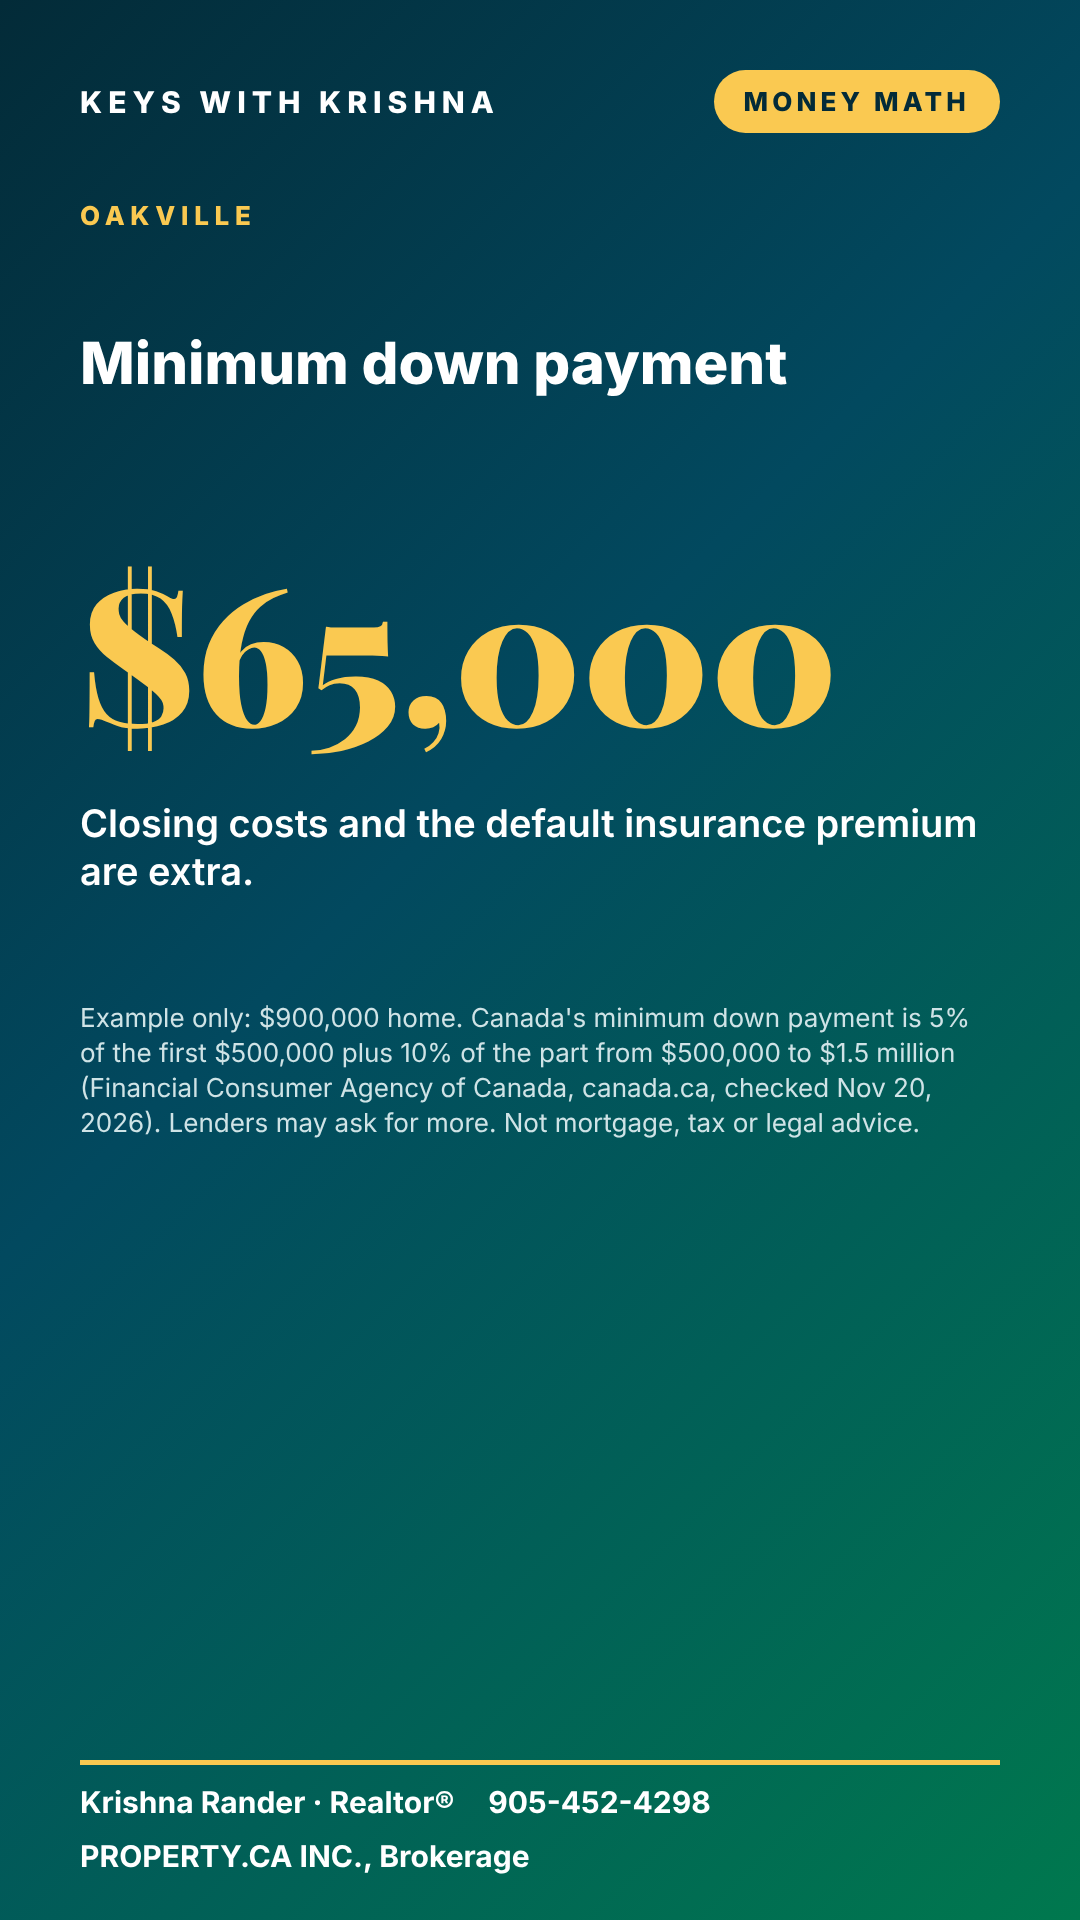 KEYS WITH KRISHNA
MONEY MATH
OAKVILLE
Minimum down payment
$65,000
Closing costs and the default insurance premium
are extra.
Example only: $900,000 home. Canada's minimum down payment is 5%
of the first $500,000 plus 10% of the part from $500,000 to $1.5 million
(Financial Consumer Agency of Canada, canada.ca, checked Nov 20,
2026). Lenders may ask for more. Not mortgage, tax or legal advice.
Krishna Rander · Realtor® 905-452-4298
PROPERTY.CA INC., Brokerage